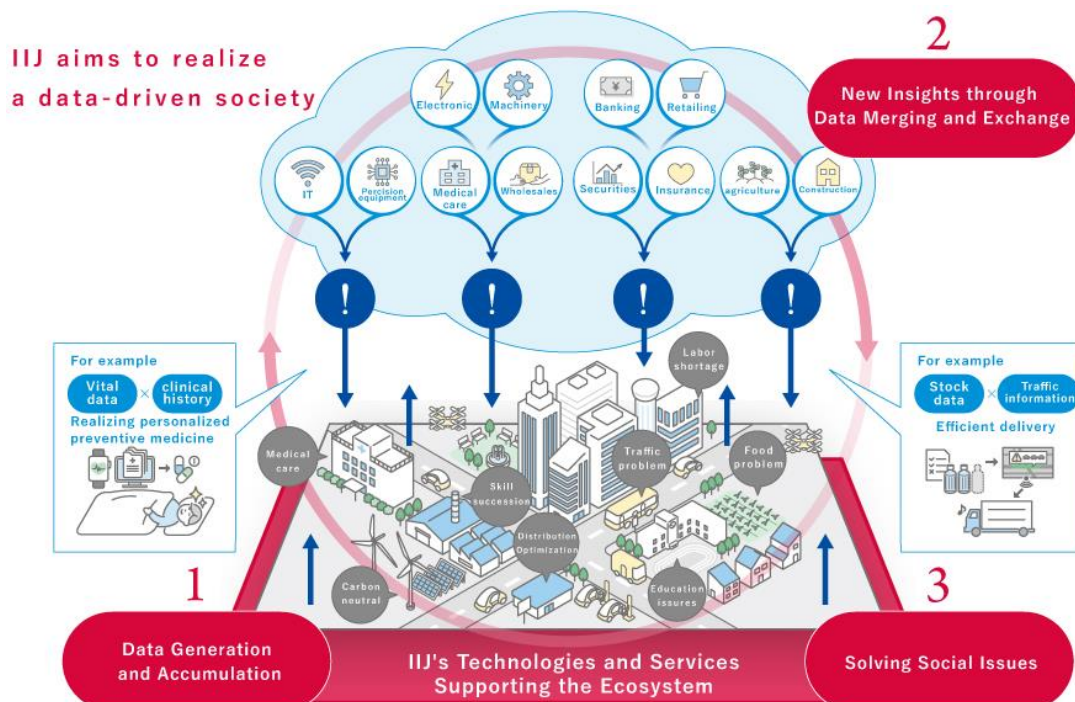 IIJ aims to realize
a data-driven society
2
New Insights through
Data Merging and Exchange
Electronic
Machinery
Banking
Retailing
IT
Percision
equipment
Medical
care
Wholesales
Securities
Insurance
agriculture
Construction
!
!
!
!
For example
Vital
data
×
clinical
history
Realizing personalized
preventive medicine
For example
Stock
data
×
Traffic
information
Efficient delivery
Labor
shortage
Medical
care
Traffic
problem
Food
problem
Skill
succession
Distribution
Optimization
Carbon
neutral
Education
issures
1
Data Generation
and Accumulation
IIJ's Technologies and Services
Supporting the Ecosystem
3
Solving Social Issues